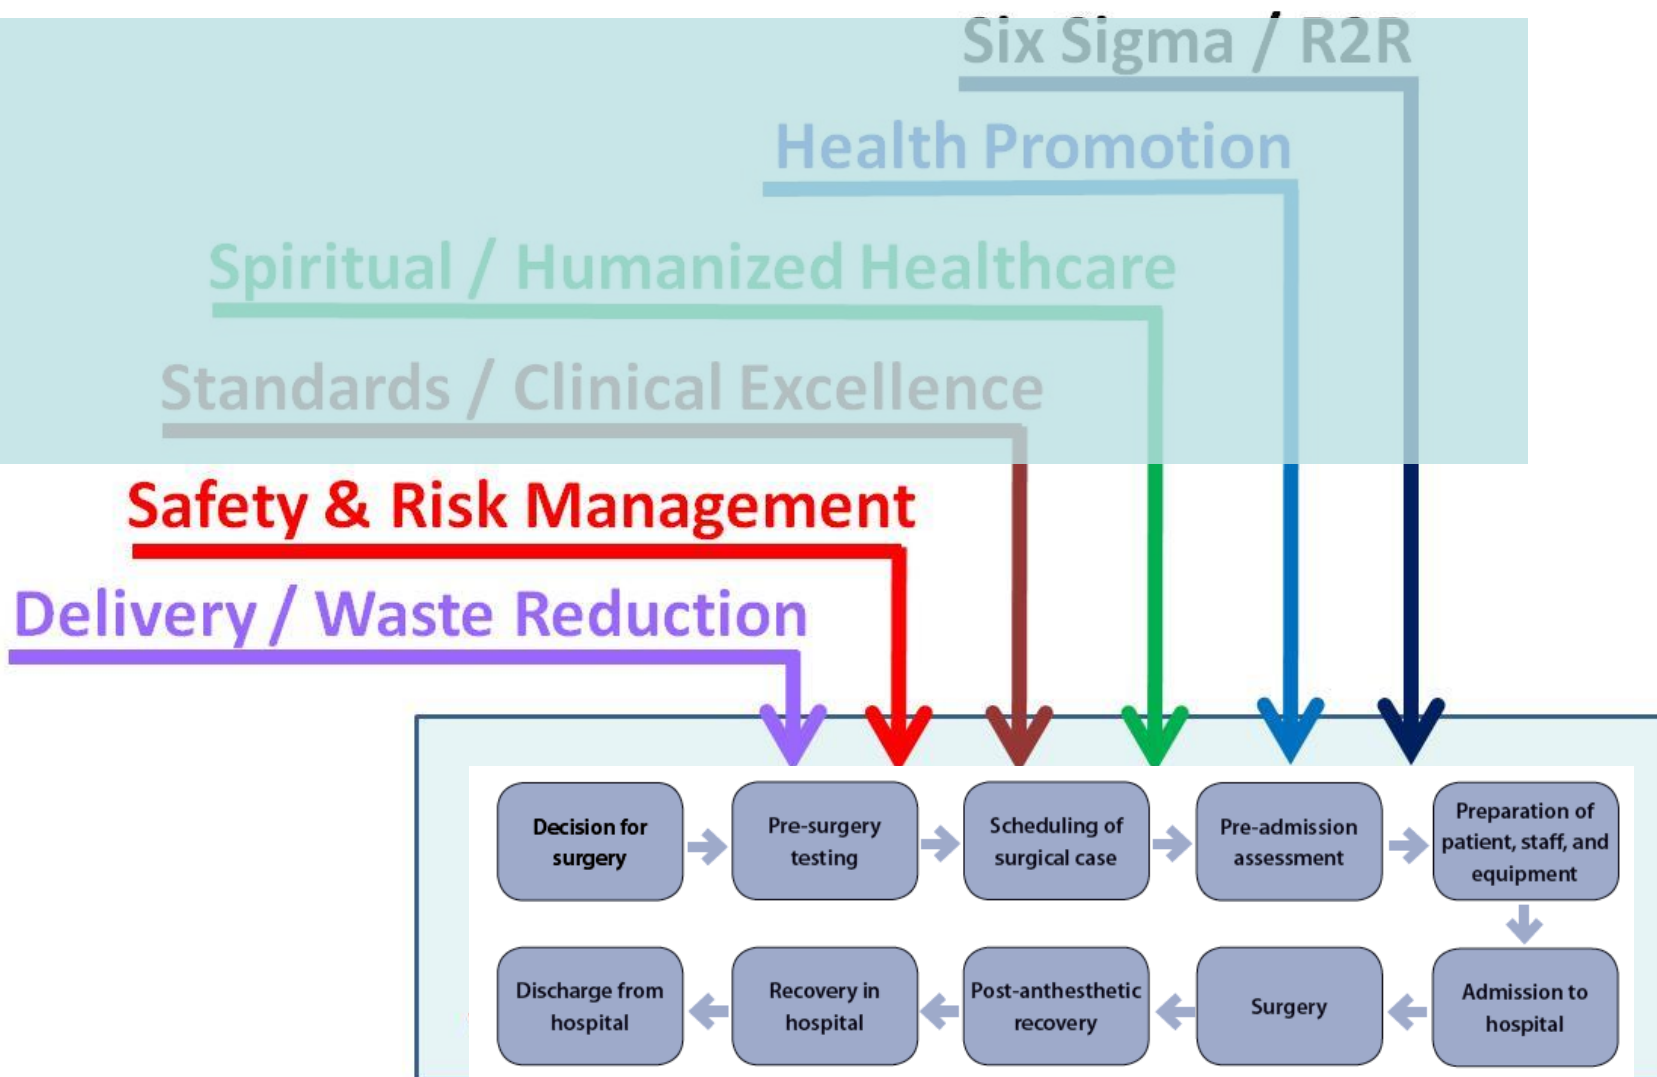 Six Sigma / R2R
Health Promotion
Spiritual / Humanized Healthcare
Standards / Clinical Excellence
Safety & Risk Management
Delivery / Waste Reduction
Decision for
surgery
Pre-surgery
testing
Scheduling of
surgical case
Pre-admission
assessment
Preparation of
patient, staff, and
equipment
Admission to
hospital
Surgery
Post-anthesthetic
recovery
Recovery in
hospital
Discharge from
hospital